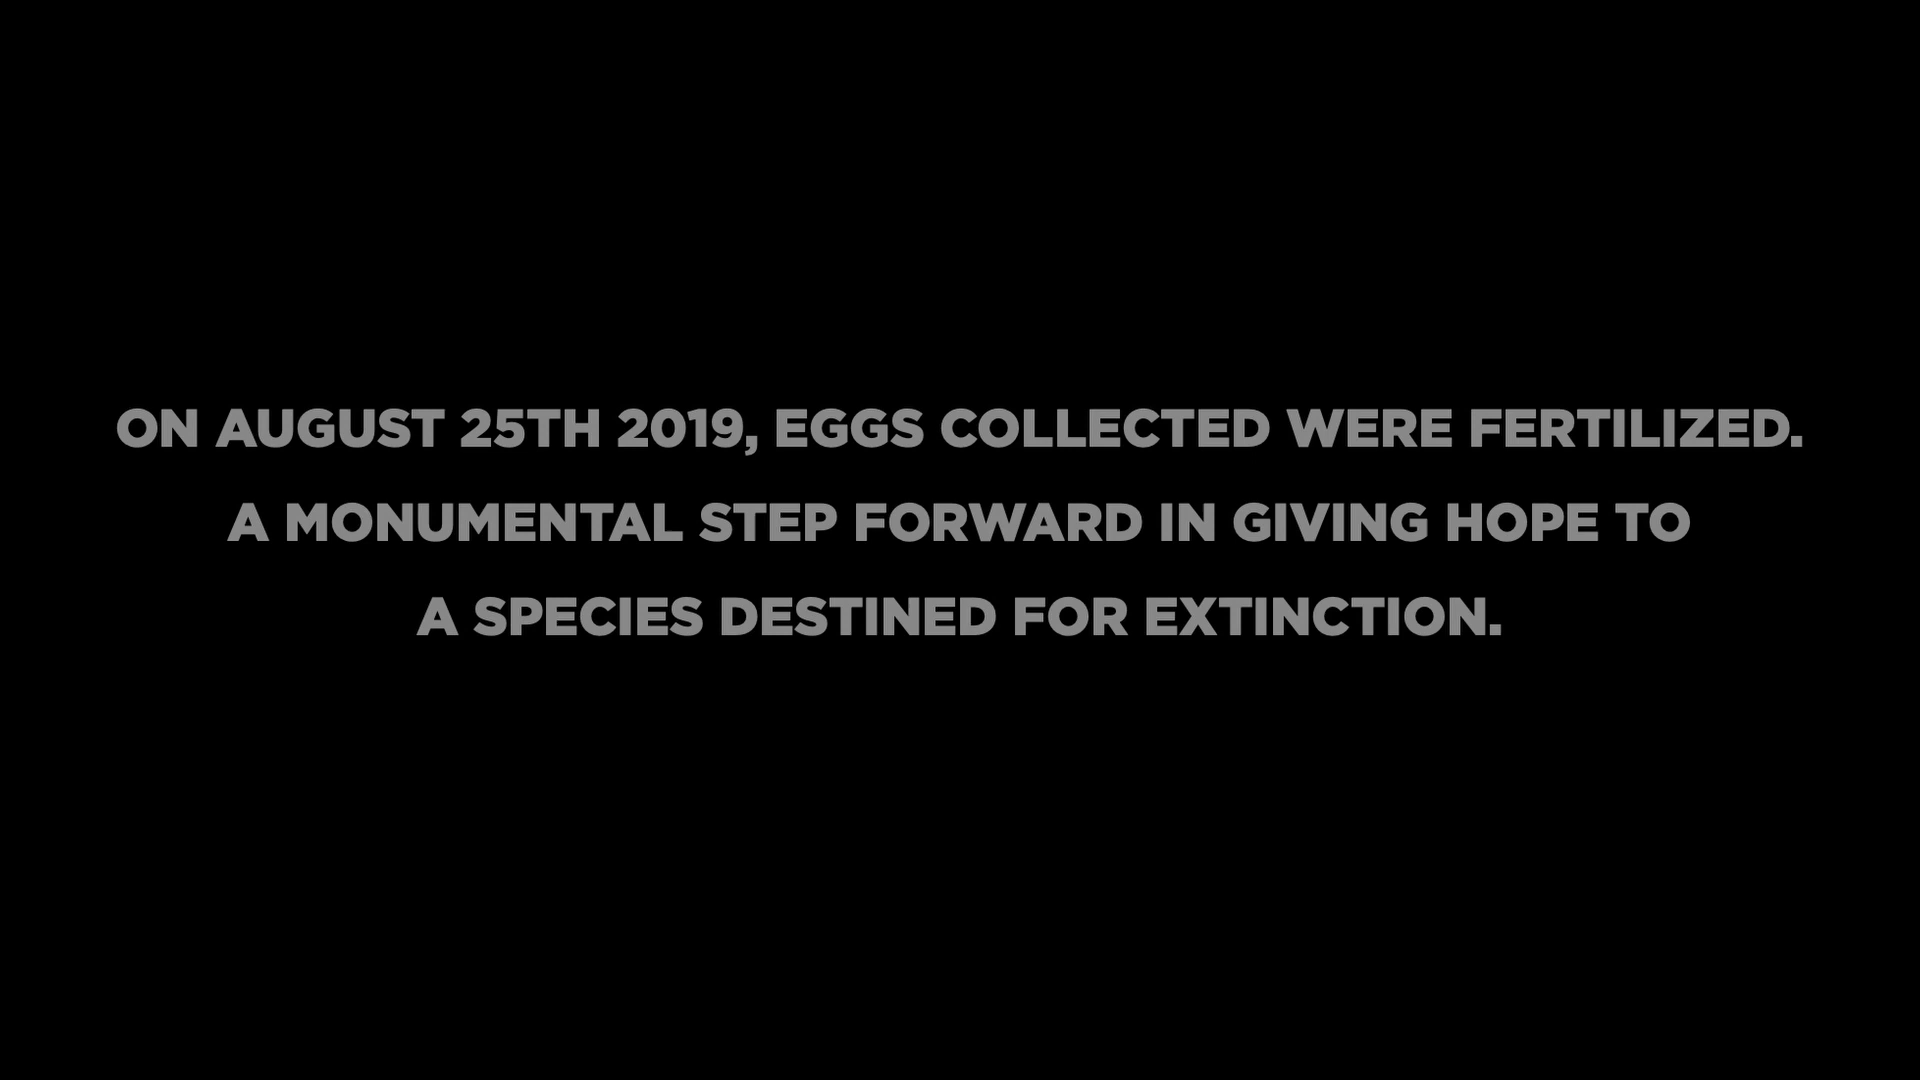 ON AUGUST 25TH 2019, EGGS COLLECTED WERE FERTILIZED.
A MONUMENTAL STEP FORWARD IN GIVING HOPE TO
A SPECIES DESTINED FOR EXTINCTION.